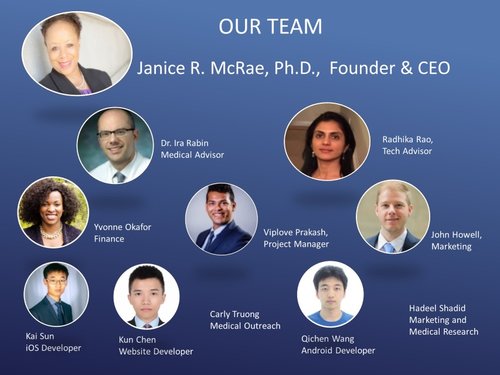 OUR TEAM
Janice R. McRae, Ph.D., Founder & CEO
Dr. Ira Rabin
Medical Advisor
Radhika Rao,
Tech Advisor
Yvonne Okafor
Finance
Viplove Prakash,
Project Manager
John Howell,
Marketing
Kai Sun
iOS Developer
Kun Chen
Website Developer
Carly Truong
Medical Outreach
Qichen Wang
Android Developer
Hadeel Shadid
Marketing and
Medical Research